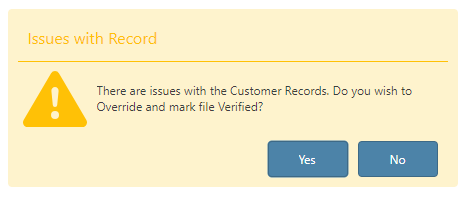 Issues with Record
There are issues with the Customer Records. Do you wish to
Override and mark file Verified?
Yes
No